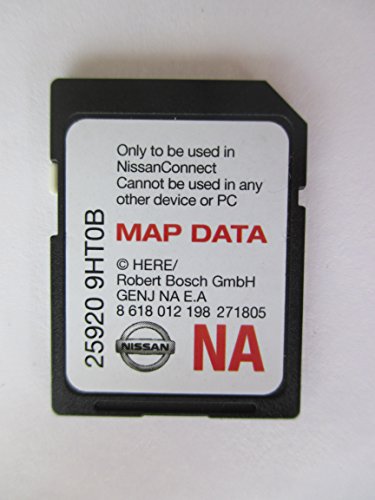 Only to be used in
NissanConnect
Cannot be used in any
other device or PC
MAP DATA
© HERE/
Robert Bosch GmbH
GENJ NA E.A
8 618 012 198 271805
NISSAN
NA
25920 9HT0B